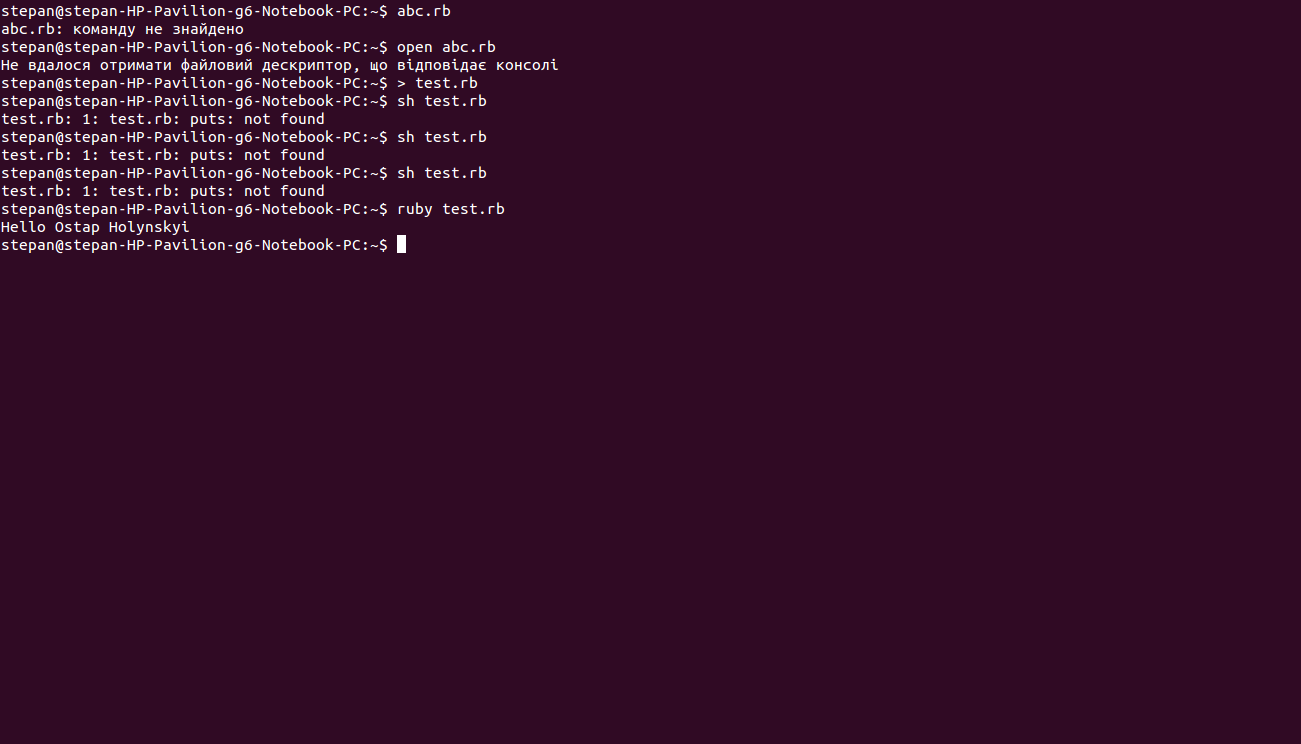 stepan@stepan-HP-Pavilion-g6-Notebook-PC:~$ abc.rb
abc.rb: команду не знайдено
stepan@stepan-HP-Pavilion-g6-Notebook-PC:~$ open abc.rb
Не вдалося отримати файловий дескриптор, що відповідає консолі
stepan@stepan-HP-Pavilion-g6-Notebook-PC:~$ > test.rb
stepan@stepan-HP-Pavilion-g6-Notebook-PC:~$ sh test.rb
test.rb: 1: test.rb: puts: not found
stepan@stepan-HP-Pavilion-g6-Notebook-PC:~$ sh test.rb
test.rb: 1: test.rb: puts: not found
stepan@stepan-HP-Pavilion-g6-Notebook-PC:~$ sh test.rb
test.rb: 1: test.rb: puts: not found
stepan@stepan-HP-Pavilion-g6-Notebook-PC:~$ ruby test.rb
Hello Ostap Holynskyi
stepan@stepan-HP-Pavilion-g6-Notebook-PC:~$